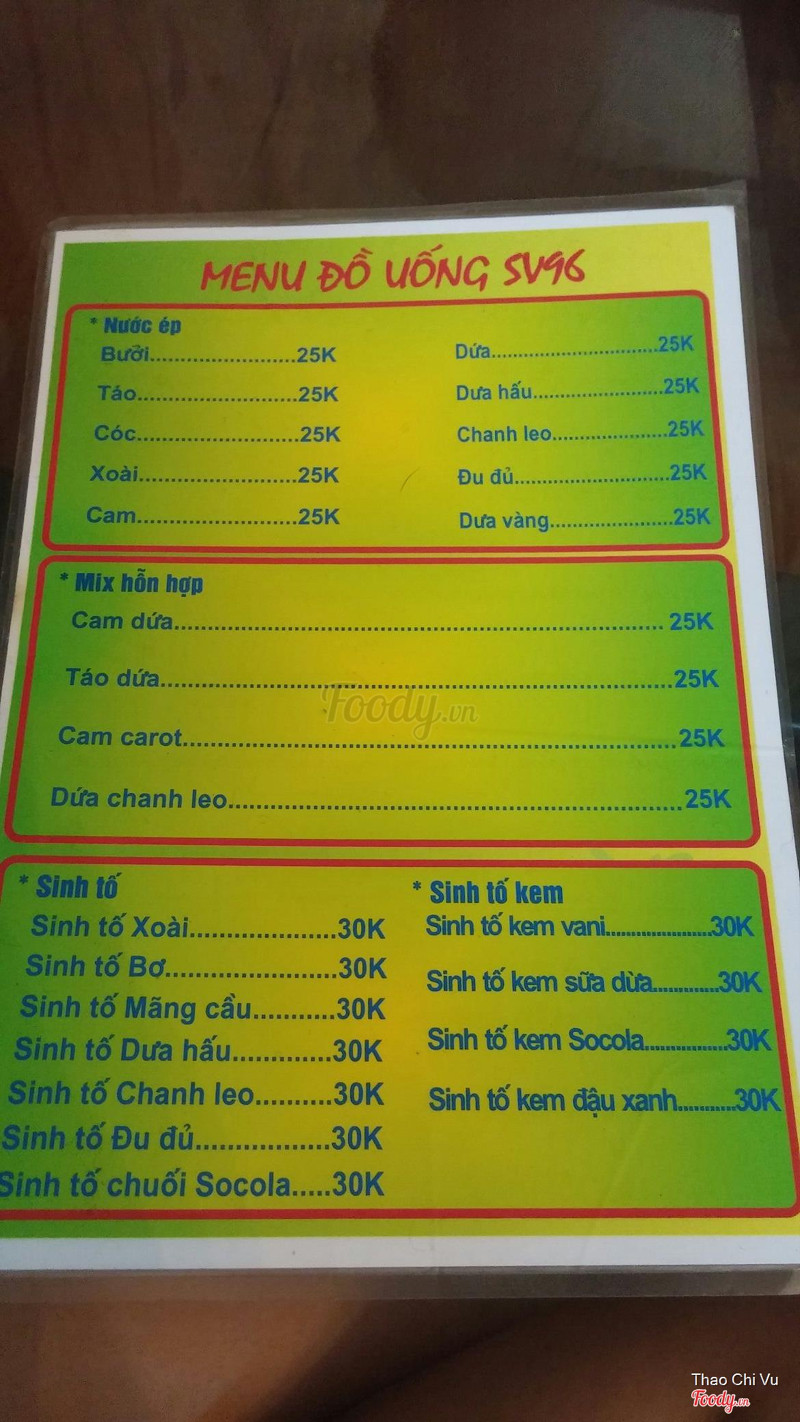 MENU ĐỒ UỐNG SV96
* Nước ép
Bưởi........................25K
Táo...........................25K
Cóc...........................25K
Xoài..........................25K
Cam...........................25K
Dứa............................25K
Dưa hấu......................25K
Chanh leo....................25K
Đu đủ..........................25K
Dưa vàng.....................25K
* Mix hỗn hợp
Cam dứa.................................................................. 25K
Táo dứa.....................................................................25K
Cam carot..................................................................25K
Dứa chanh leo............................................................25K
* Sinh tố
Sinh tố Xoài.....................30K
Sinh tố Bơ........................30K
Sinh tố Mãng cầu............30K
Sinh tố Dưa hấu..............30K
Sinh tố Chanh leo..........30K
Sinh tố Đu đủ...................30K
Sinh tố chuối Socola.....30K
* Sinh tố kem
Sinh tố kem vani.......................30K
Sinh tố kem sữa dừa..............30K
Sinh tố kem Socola.................30K
Sinh tố kem đậu xanh............30K
Foody.vn
Thao Chi Vu
Foody.vn